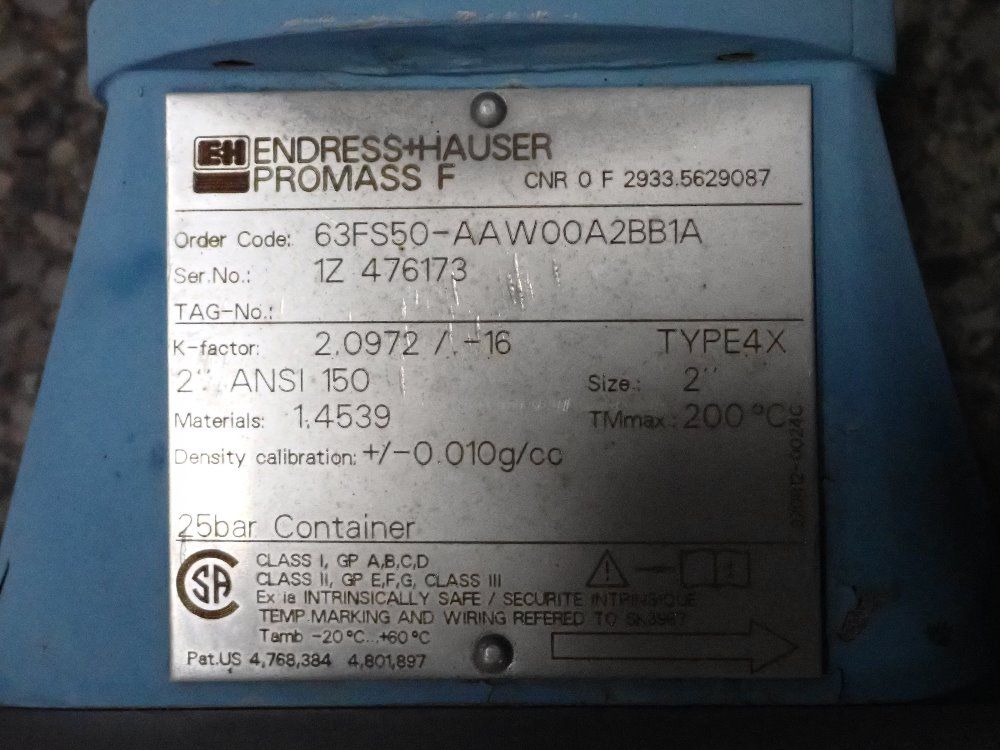 E+H ENDRESS+HAUSER
PROMASS F CNR 0 F 2933.5629087
Order Code: 63FS50-AAW00A2BB1A
Ser.No.: 1Z 476173
TAG-No.:
K-factor: 2.0972 / -16 TYPE4X
2'' ANSI 150 Size: 2''
Materials: 1.4539 TMmax.: 200°C
Density calibration: +/-0.010g/cc
25bar Container
SA
CLASS I, GP A,B,C,D
CLASS II, GP E,F,G, CLASS III
Ex ia INTRINSICALLY SAFE / SECURITE INTRINSIQUE
TEMP.MARKING AND WIRING REFERED TO
Tamb -20°C...+60°C
Pat.US 4,768,384 4,801,897